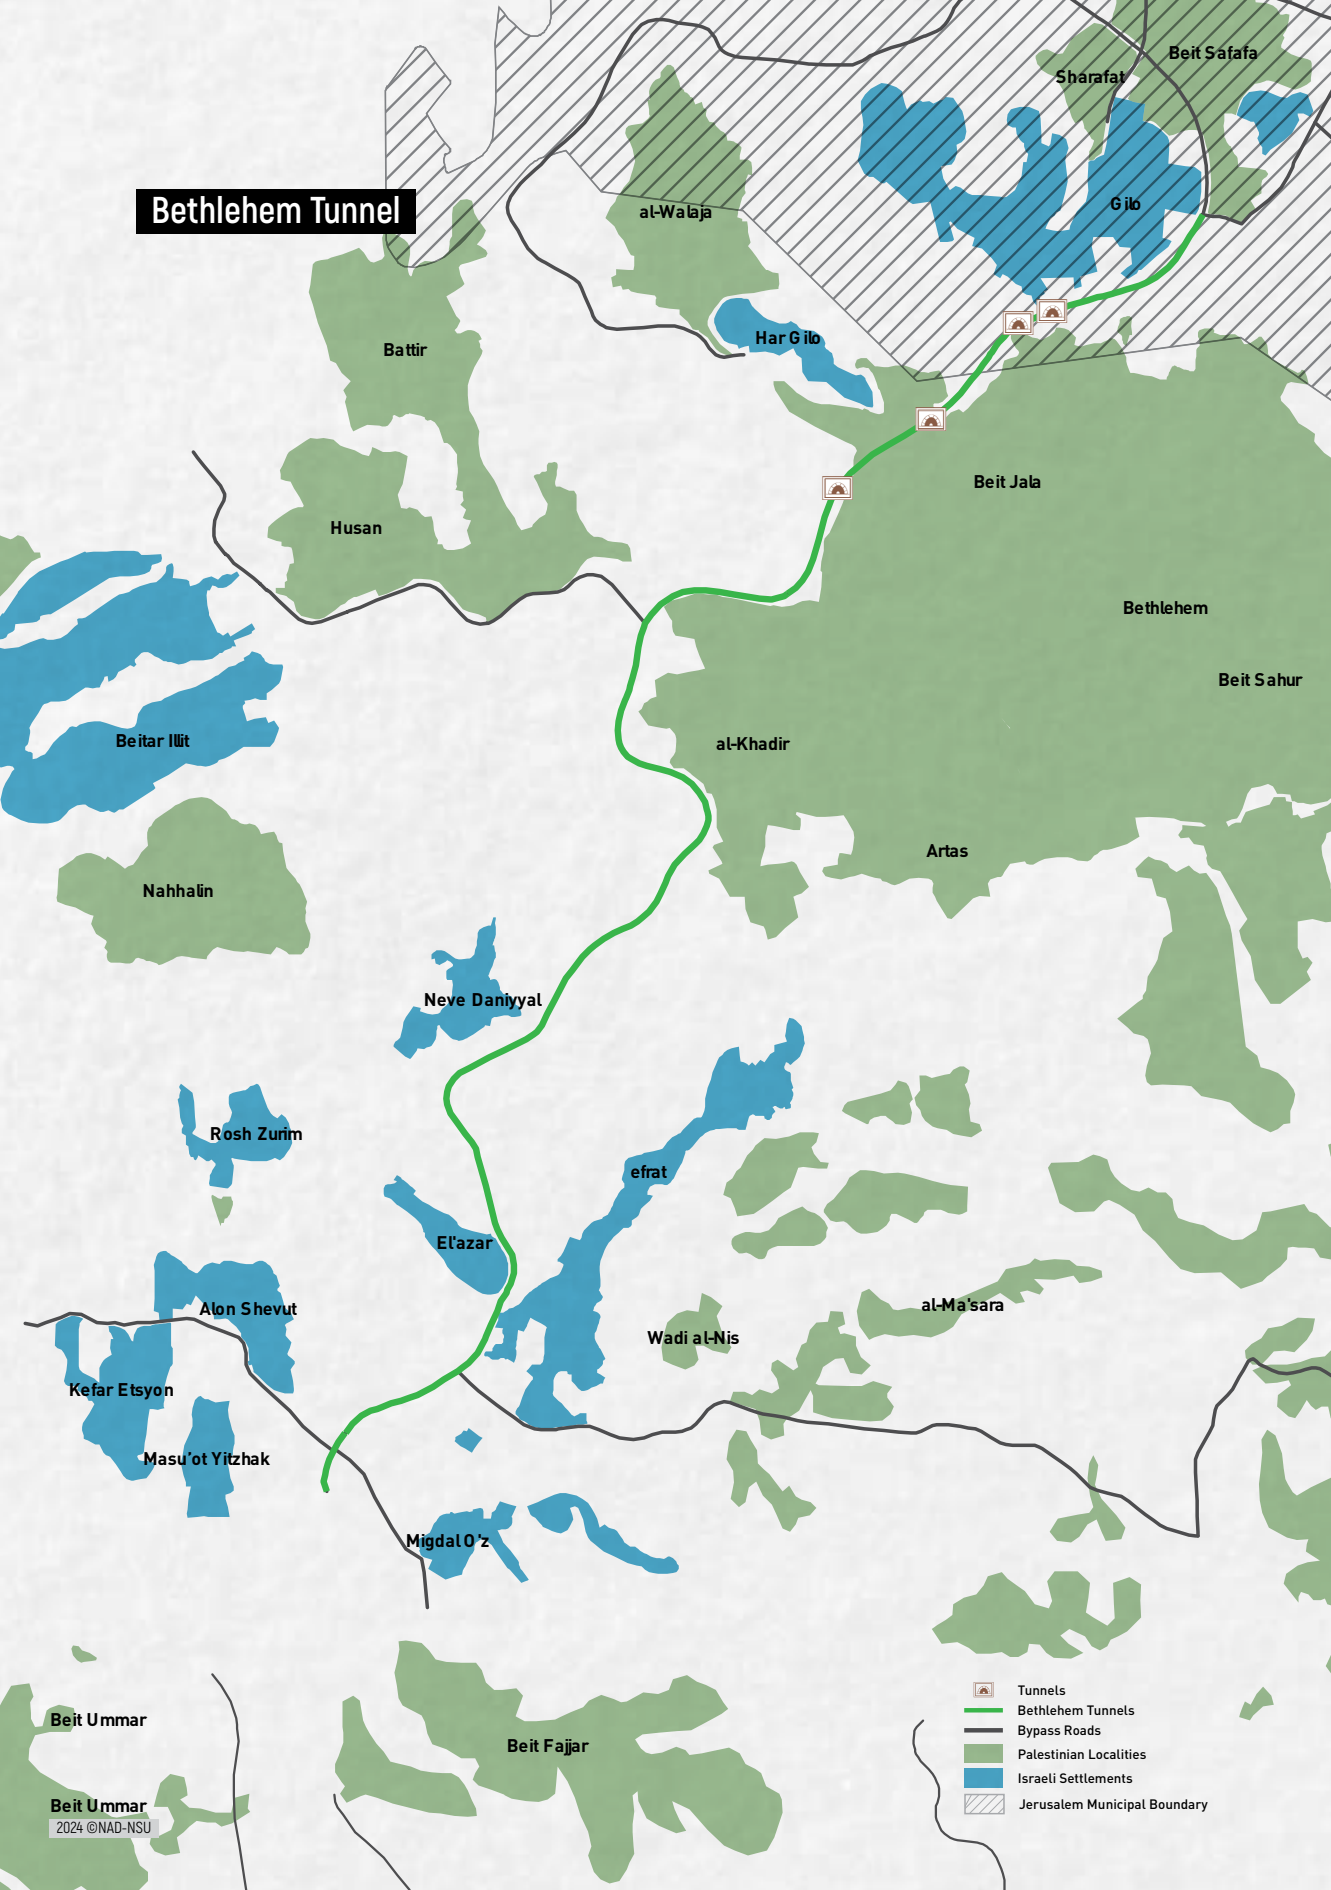 Beit Safafa
Sharafat
Bethlehem Tunnel
al-Walaja
Gilo
Har Gilo
Battir
Beit Jala
Husan
Bethlehem
Beit Sahur
Beitar Illit
al-Khadir
Artas
Nahhalin
Neve Daniyyal
Rosh Zurim
efrat
El'azar
Alon Shevut
al-Ma'sara
Wadi al-Nis
Kefar Etsyon
Masu'ot Yitzhak
Migdal O'z
Beit Ummar
Beit Fajjar
Beit Ummar
2024 ©NAD-NSU
Tunnels
Bethlehem Tunnels
Bypass Roads
Palestinian Localities
Israeli Settlements
Jerusalem Municipal Boundary